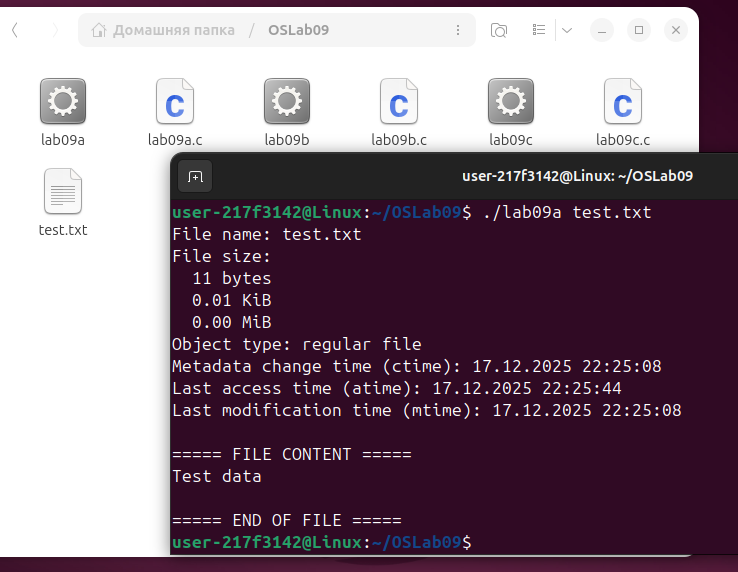 Домашняя папка / OSLab09
lab09a
lab09a.c
lab09b
lab09b.c
lab09c
lab09c.c
test.txt
user-217f3142@Linux: ~/OSLab09
user-217f3142@Linux:~/OSLab09$ ./lab09a test.txt
File name: test.txt
File size:
  11 bytes
  0.01 KiB
  0.00 MiB
Object type: regular file
Metadata change time (ctime): 17.12.2025 22:25:08
Last access time (atime): 17.12.2025 22:25:44
Last modification time (mtime): 17.12.2025 22:25:08
===== FILE CONTENT =====
Test data
===== END OF FILE =====
user-217f3142@Linux:~/OSLab09$